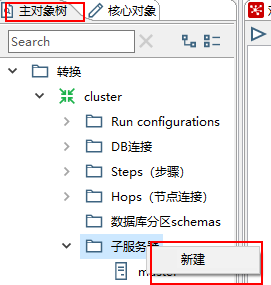 主对象树
核心对象
Search
转换
cluster
Run configurations
DB连接
Steps（步骤）
Hops（节点连接）
数据库分区schemas
子服务器
新建